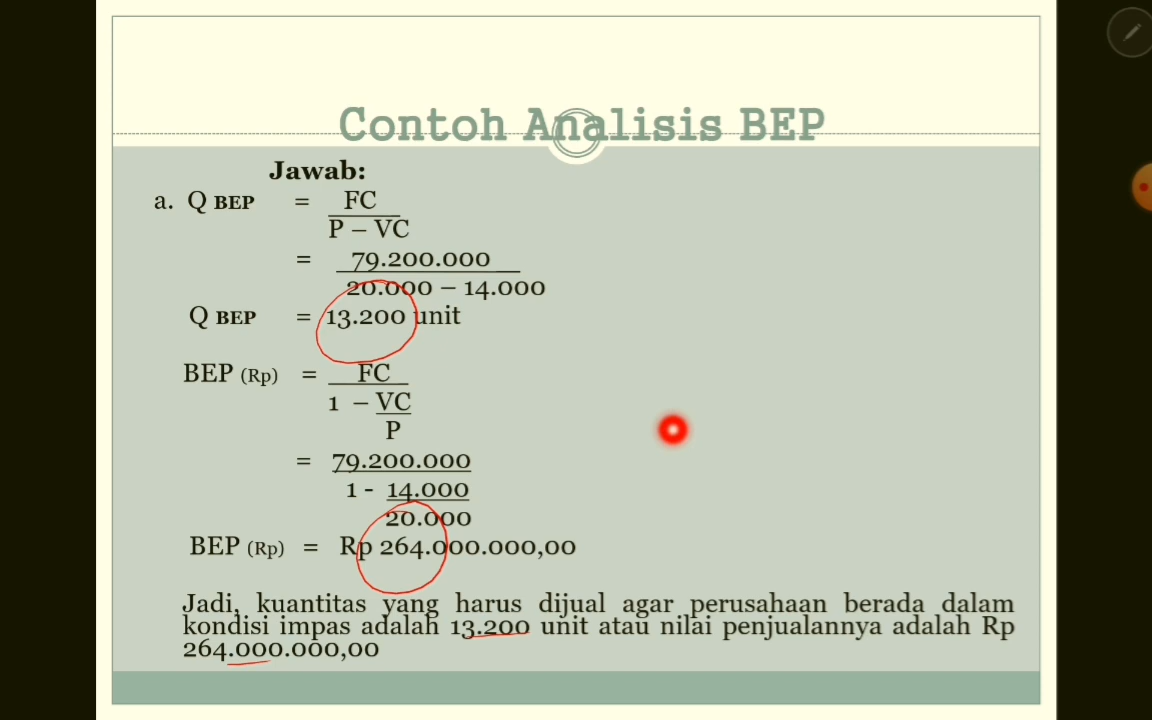 Contoh Analisis BEP
Jawab:
a. Q BEP = FC
P – VC
= 79.200.000
20.000 – 14.000
Q BEP = 13.200 unit
BEP (Rp) = FC
1 – VC
P
= 79.200.000
1 - 14.000
20.000
BEP (Rp) = Rp 264.000.000,00
Jadi, kuantitas yang harus dijual agar perusahaan berada dalam
kondisi impas adalah 13.200 unit atau nilai penjualannya adalah Rp
264.000.000,00